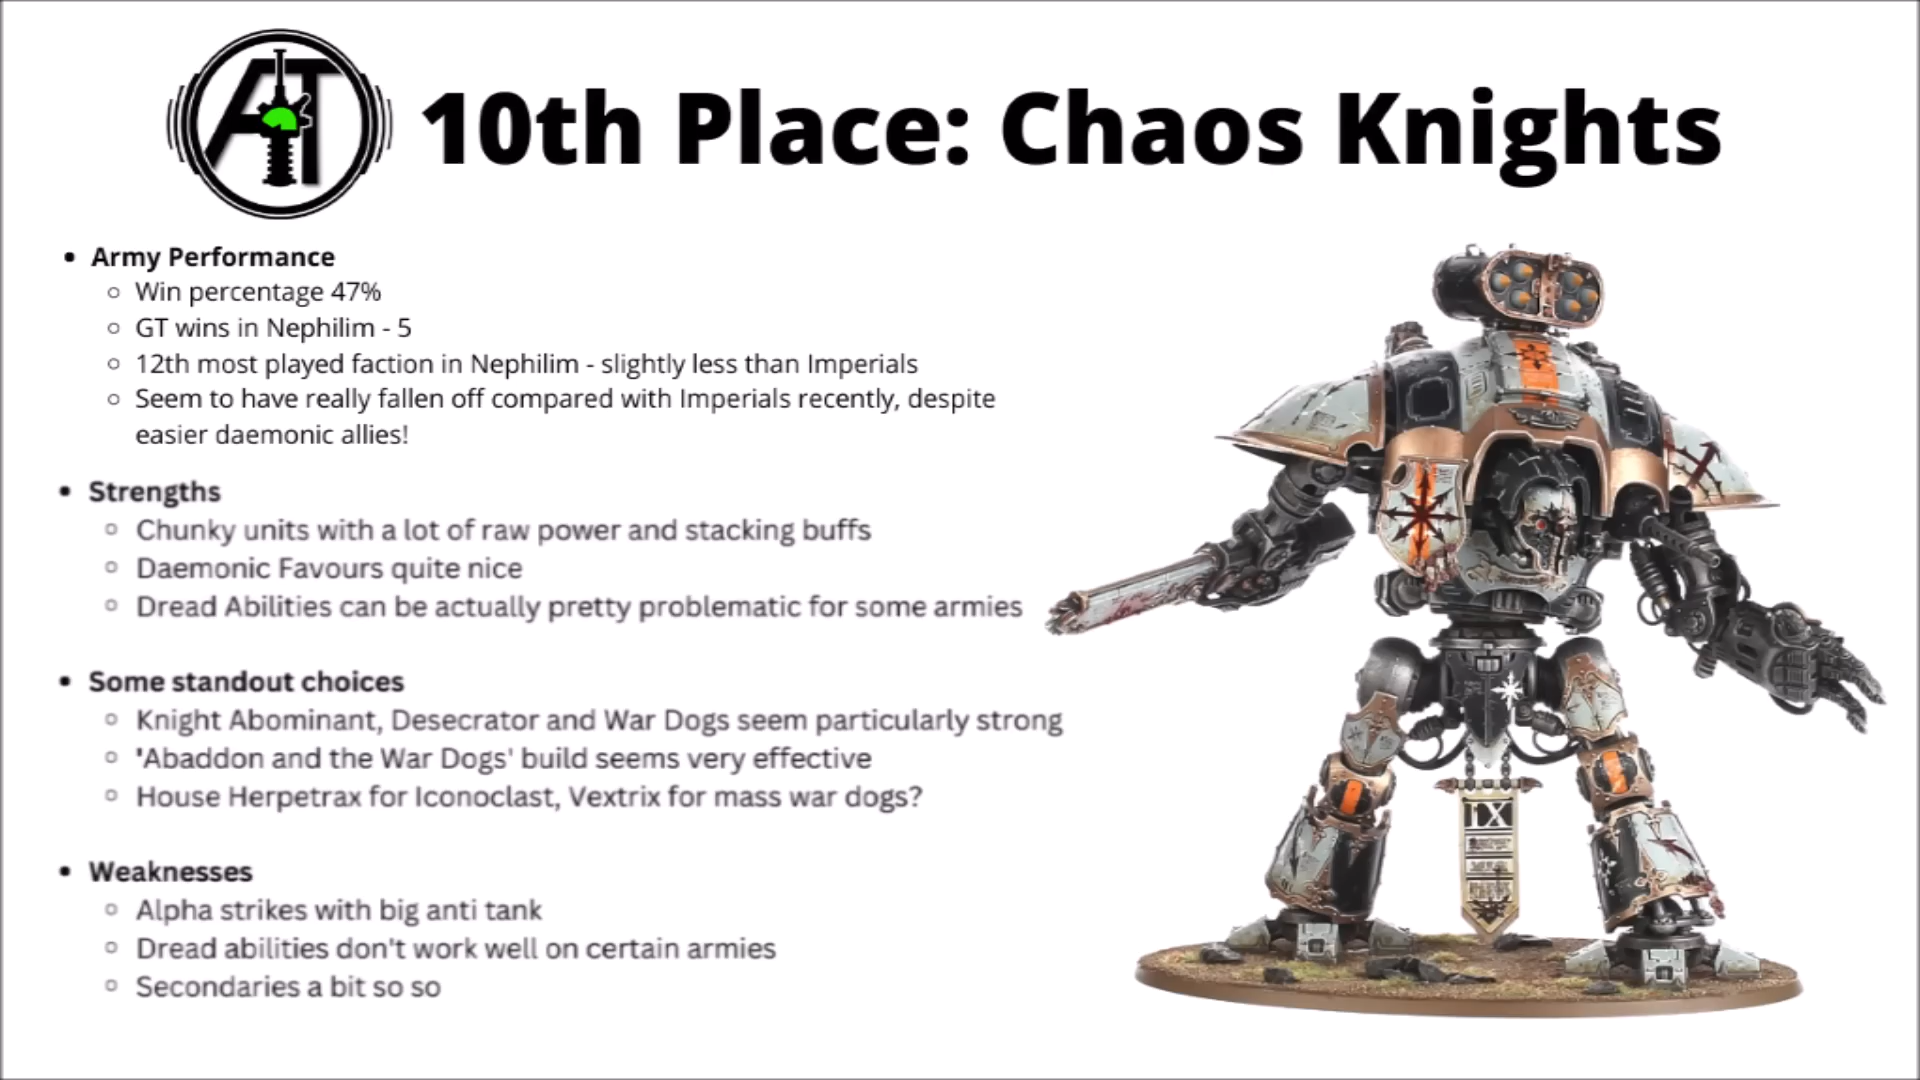 AT
10th Place: Chaos Knights
Army Performance
Win percentage 47%
GT wins in Nephilim - 5
12th most played faction in Nephilim - slightly less than Imperials
Seem to have really fallen off compared with Imperials recently, despite
easier daemonic allies!
Strengths
Chunky units with a lot of raw power and stacking buffs
Daemonic Favours quite nice
Dread Abilities can be actually pretty problematic for some armies
Some standout choices
Knight Abominant, Desecrator and War Dogs seem particularly strong
'Abaddon and the War Dogs' build seems very effective
House Herpetrax for Iconoclast, Vextrix for mass war dogs?
Weaknesses
Alpha strikes with big anti tank
Dread abilities don't work well on certain armies
Secondaries a bit so so
IX